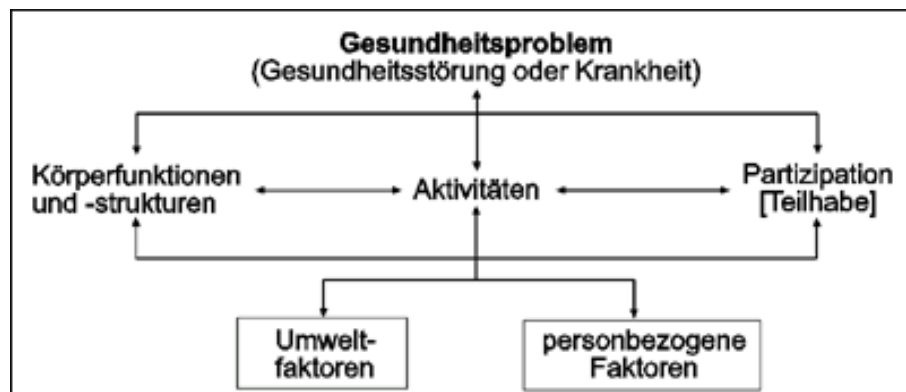 Gesundheitsproblem
(Gesundheitsstörung oder Krankheit)
Körperfunktionen
und -strukturen
Aktivitäten
Partizipation
[Teilhabe]
Umwelt-
faktoren
personbezogene
Faktoren